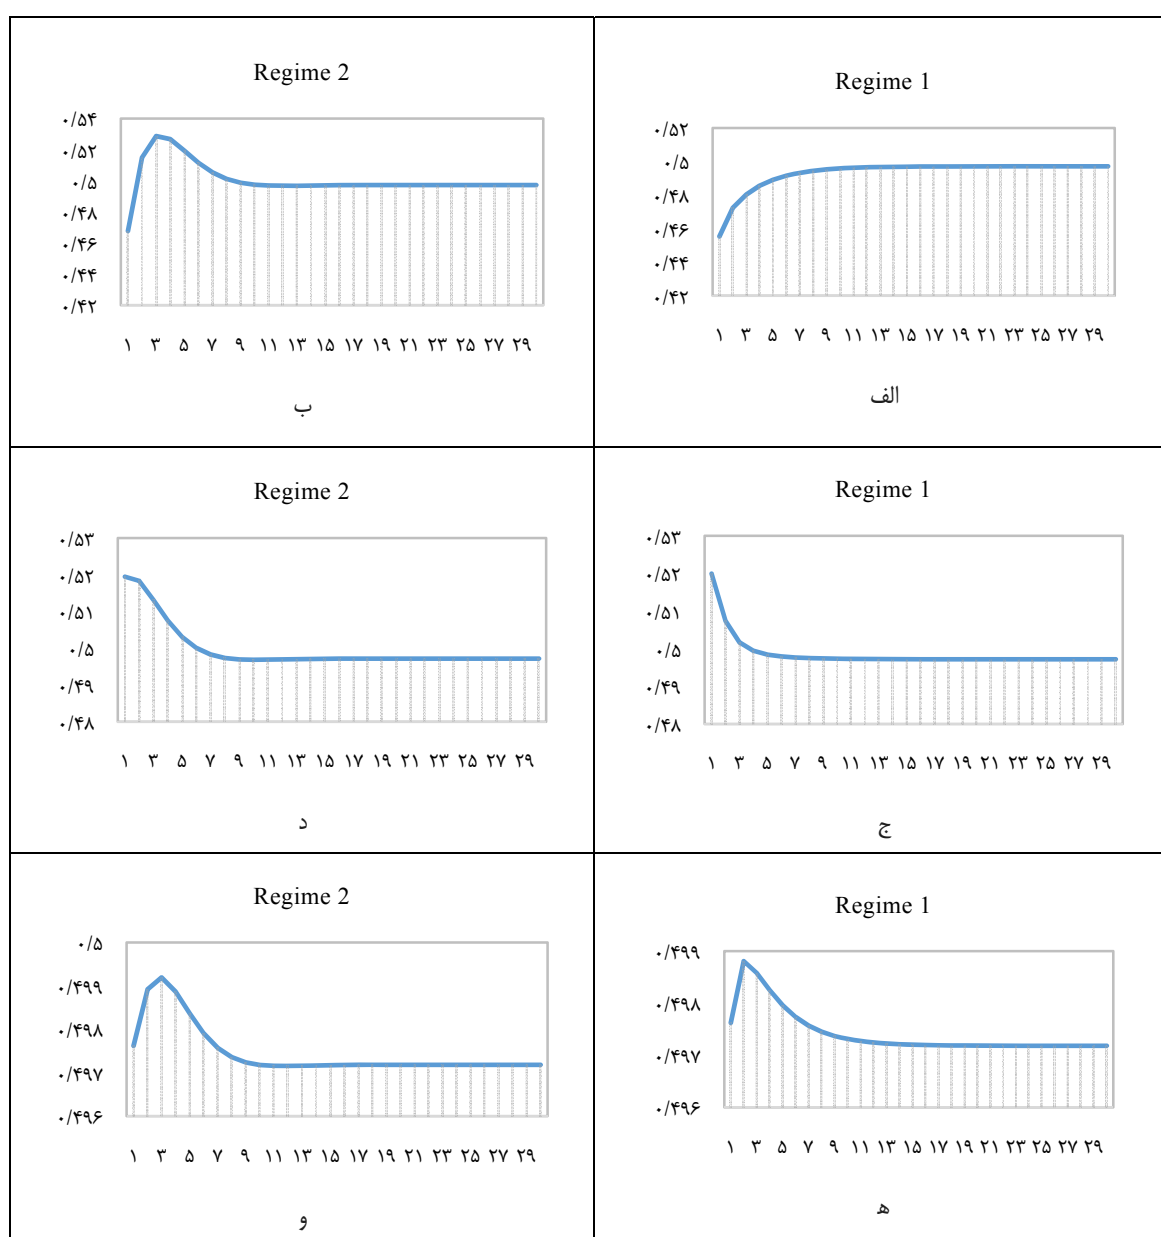 Regime 1
۰/۵۲
۰/۵
۰/۴۸
۰/۴۶
۰/۴۴
۰/۴۲
۱ ۳ ۵ ۷ ۹ ۱۱ ۱۳ ۱۵ ۱۷ ۱۹ ۲۱ ۲۳ ۲۵ ۲۷ ۲۹
الف
Regime 2
۰/۵۴
۰/۵۲
۰/۵
۰/۴۸
۰/۴۶
۰/۴۴
۰/۴۲
۱ ۳ ۵ ۷ ۹ ۱۱ ۱۳ ۱۵ ۱۷ ۱۹ ۲۱ ۲۳ ۲۵ ۲۷ ۲۹
ب
Regime 1
۰/۵۳
۰/۵۲
۰/۵۱
۰/۵
۰/۴۹
۰/۴۸
۱ ۳ ۵ ۷ ۹ ۱۱ ۱۳ ۱۵ ۱۷ ۱۹ ۲۱ ۲۳ ۲۵ ۲۷ ۲۹
ج
Regime 2
۰/۵۳
۰/۵۲
۰/۵۱
۰/۵
۰/۴۹
۰/۴۸
۱ ۳ ۵ ۷ ۹ ۱۱ ۱۳ ۱۵ ۱۷ ۱۹ ۲۱ ۲۳ ۲۵ ۲۷ ۲۹
د
Regime 1
۰/۴۹۹
۰/۴۹۸
۰/۴۹۷
۰/۴۹۶
۱ ۳ ۵ ۷ ۹ ۱۱ ۱۳ ۱۵ ۱۷ ۱۹ ۲۱ ۲۳ ۲۵ ۲۷ ۲۹
ه
Regime 2
۰/۵
۰/۴۹۹
۰/۴۹۸
۰/۴۹۷
۰/۴۹۶
۱ ۳ ۵ ۷ ۹ ۱۱ ۱۳ ۱۵ ۱۷ ۱۹ ۲۱ ۲۳ ۲۵ ۲۷ ۲۹
و